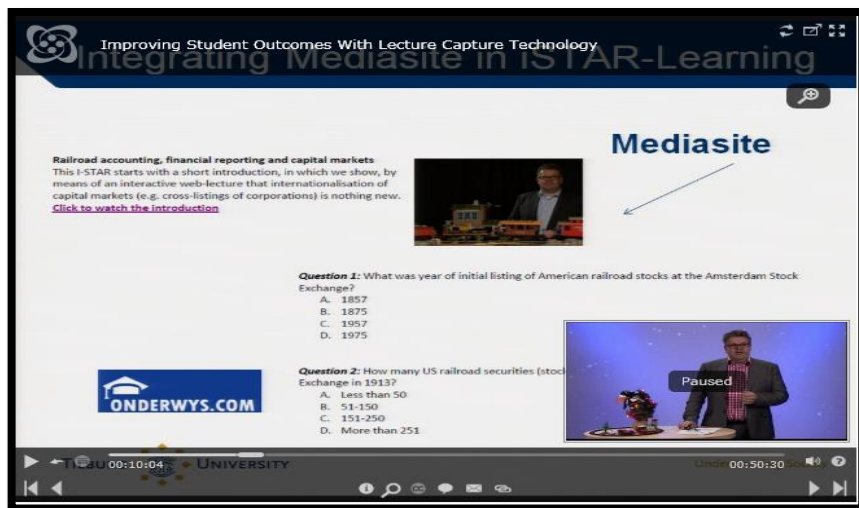 Improving Student Outcomes With Lecture Capture Technology
Integrating Mediasite in iSTAR-Learning
Mediasite
Railroad accounting, financial reporting and capital markets
This I-STAR starts with a short introduction, in which we show, by
means of an interactive web-lecture that internationalisation of
capital markets (e.g. cross-listings of corporations) is nothing new.
Click to watch the introduction
Question 1: What was year of initial listing of American railroad stocks at the Amsterdam Stock
Exchange?
A. 1857
B. 1875
C. 1957
D. 1975
Question 2: How many US railroad securities (stoc
Exchange in 1913?
A. Less than 50
B. 51-150
C. 151-250
D. More than 251
Paused
ONDERWYS.COM
00:10:04
UNIVERSITY
00:50:30